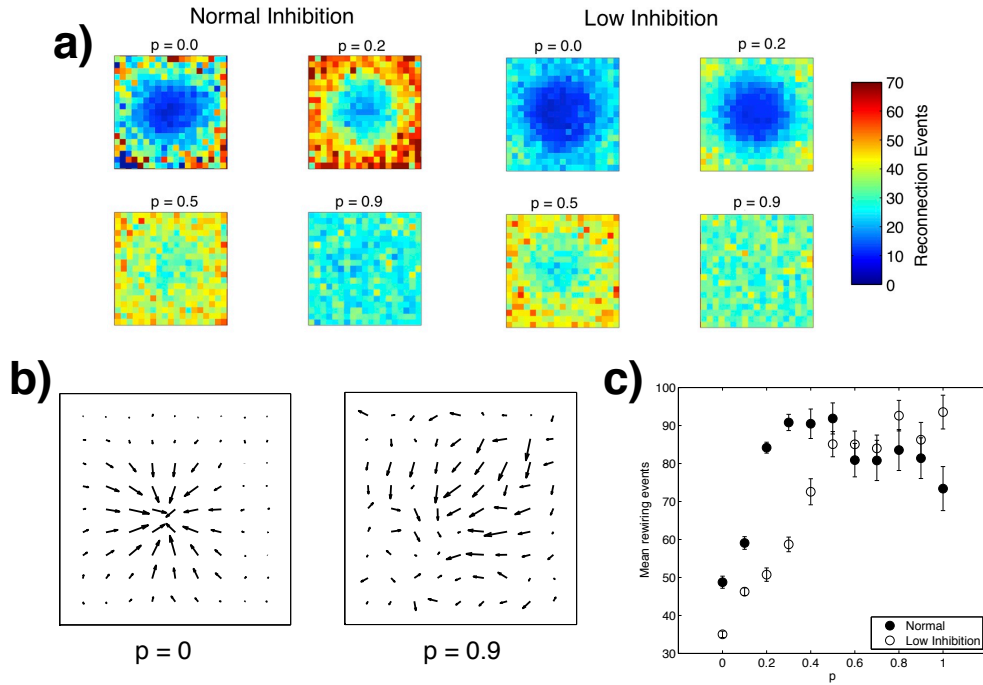 Normal Inhibition
Low Inhibition
a)
p = 0.0
p = 0.2
p = 0.0
p = 0.2
p = 0.5
p = 0.9
p = 0.5
p = 0.9
70
60
50
40
30
20
10
0
Reconnection Events
b)
p = 0
p = 0.9
c)
100
90
80
70
60
50
40
30
Mean rewiring events
0
0.2
0.4
0.6
0.8
1
p
Normal
Low Inhibition